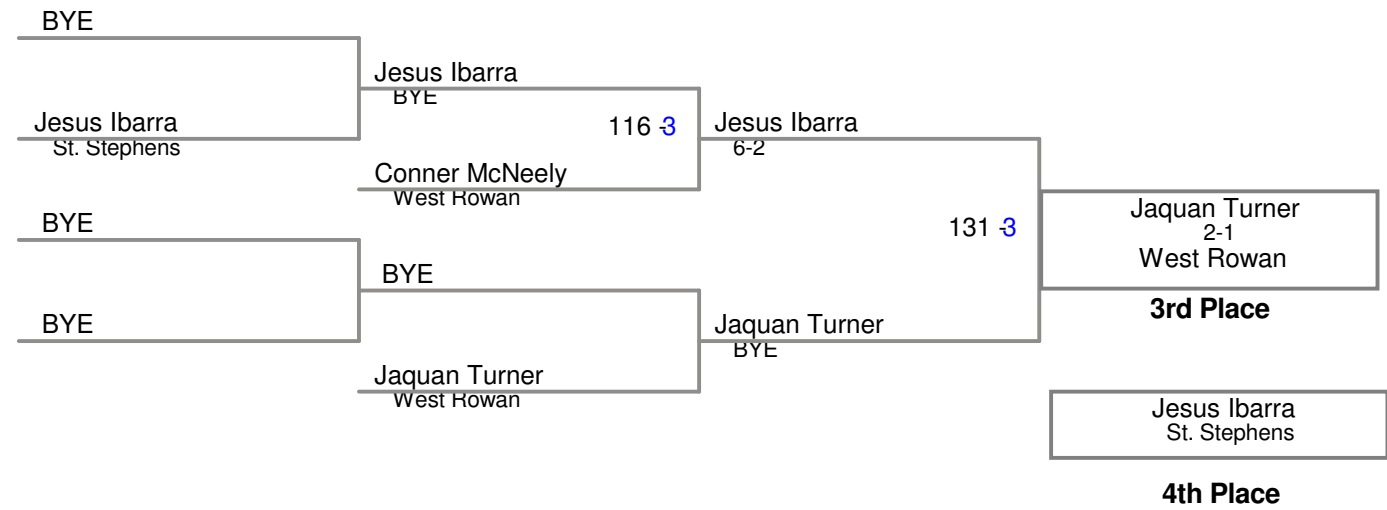 BYE
Jesus Ibarra
BYE
Jesus Ibarra
St. Stephens
116 -3
Jesus Ibarra
6-2
Conner McNeely
West Rowan
BYE
131 -3
Jaquan Turner
2-1
West Rowan
3rd Place
BYE
BYE
Jaquan Turner
BYE
Jaquan Turner
West Rowan
Jesus Ibarra
St. Stephens
4th Place